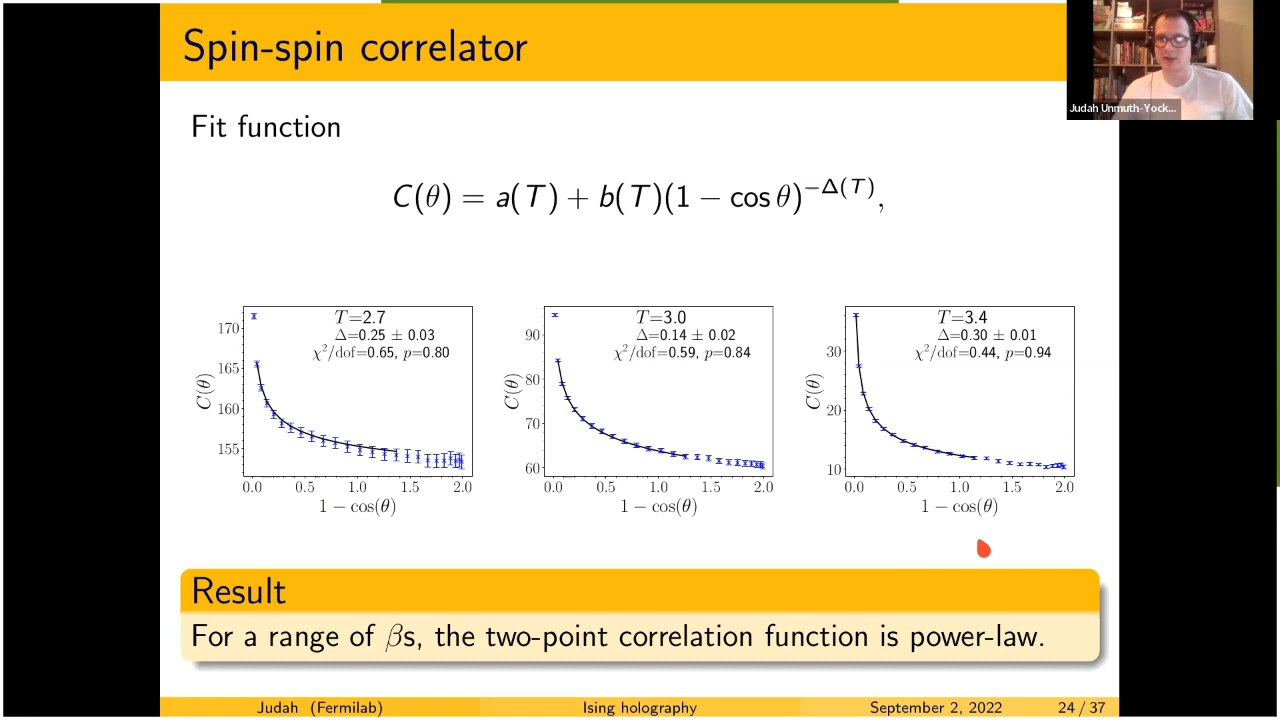 Spin-spin correlator
Judah Unmuth-Yock...
Fit function
C(θ) = a(T) + b(T)(1 − cos θ)^{−Δ(T)},
T=2.7
Δ=0.25 ± 0.03
χ²/dof=0.65, p=0.80
170
165
160
155
C(θ)
0.0 0.5 1.0 1.5 2.0
1 − cos(θ)
T=3.0
Δ=0.14 ± 0.02
χ²/dof=0.59, p=0.84
90
80
70
60
C(θ)
0.0 0.5 1.0 1.5 2.0
1 − cos(θ)
T=3.4
Δ=0.30 ± 0.01
χ²/dof=0.44, p=0.94
30
20
10
C(θ)
0.0 0.5 1.0 1.5 2.0
1 − cos(θ)
Result
For a range of βs, the two-point correlation function is power-law.
Judah (Fermilab) Ising holography September 2, 2022 24 / 37